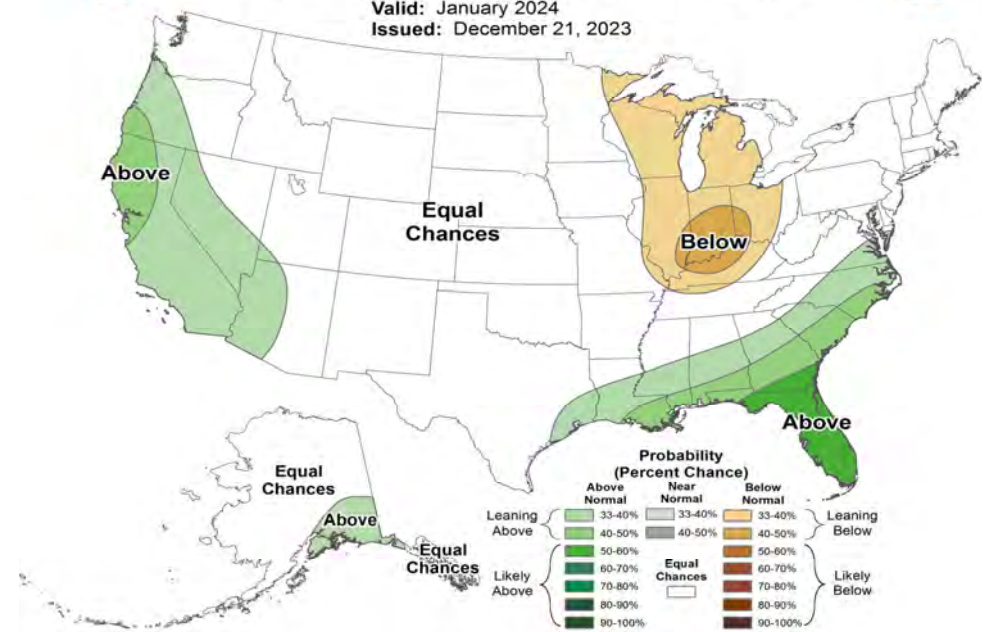 Valid: January 2024
Issued: December 21, 2023
Above
Equal
Chances
Below
Above
Equal
Chances
Above
Equal
Chances
Probability
(Percent Chance)
Above
Normal
Near
Normal
Below
Normal
Leaning
Above
33-40%
33-40%
33-40%
Leaning
Below
40-50%
40-50%
40-50%
Likely
Above
50-60%
60-70%
70-80%
80-90%
90-100%
Equal
Chances
50-60%
60-70%
70-80%
80-90%
90-100%
Likely
Below